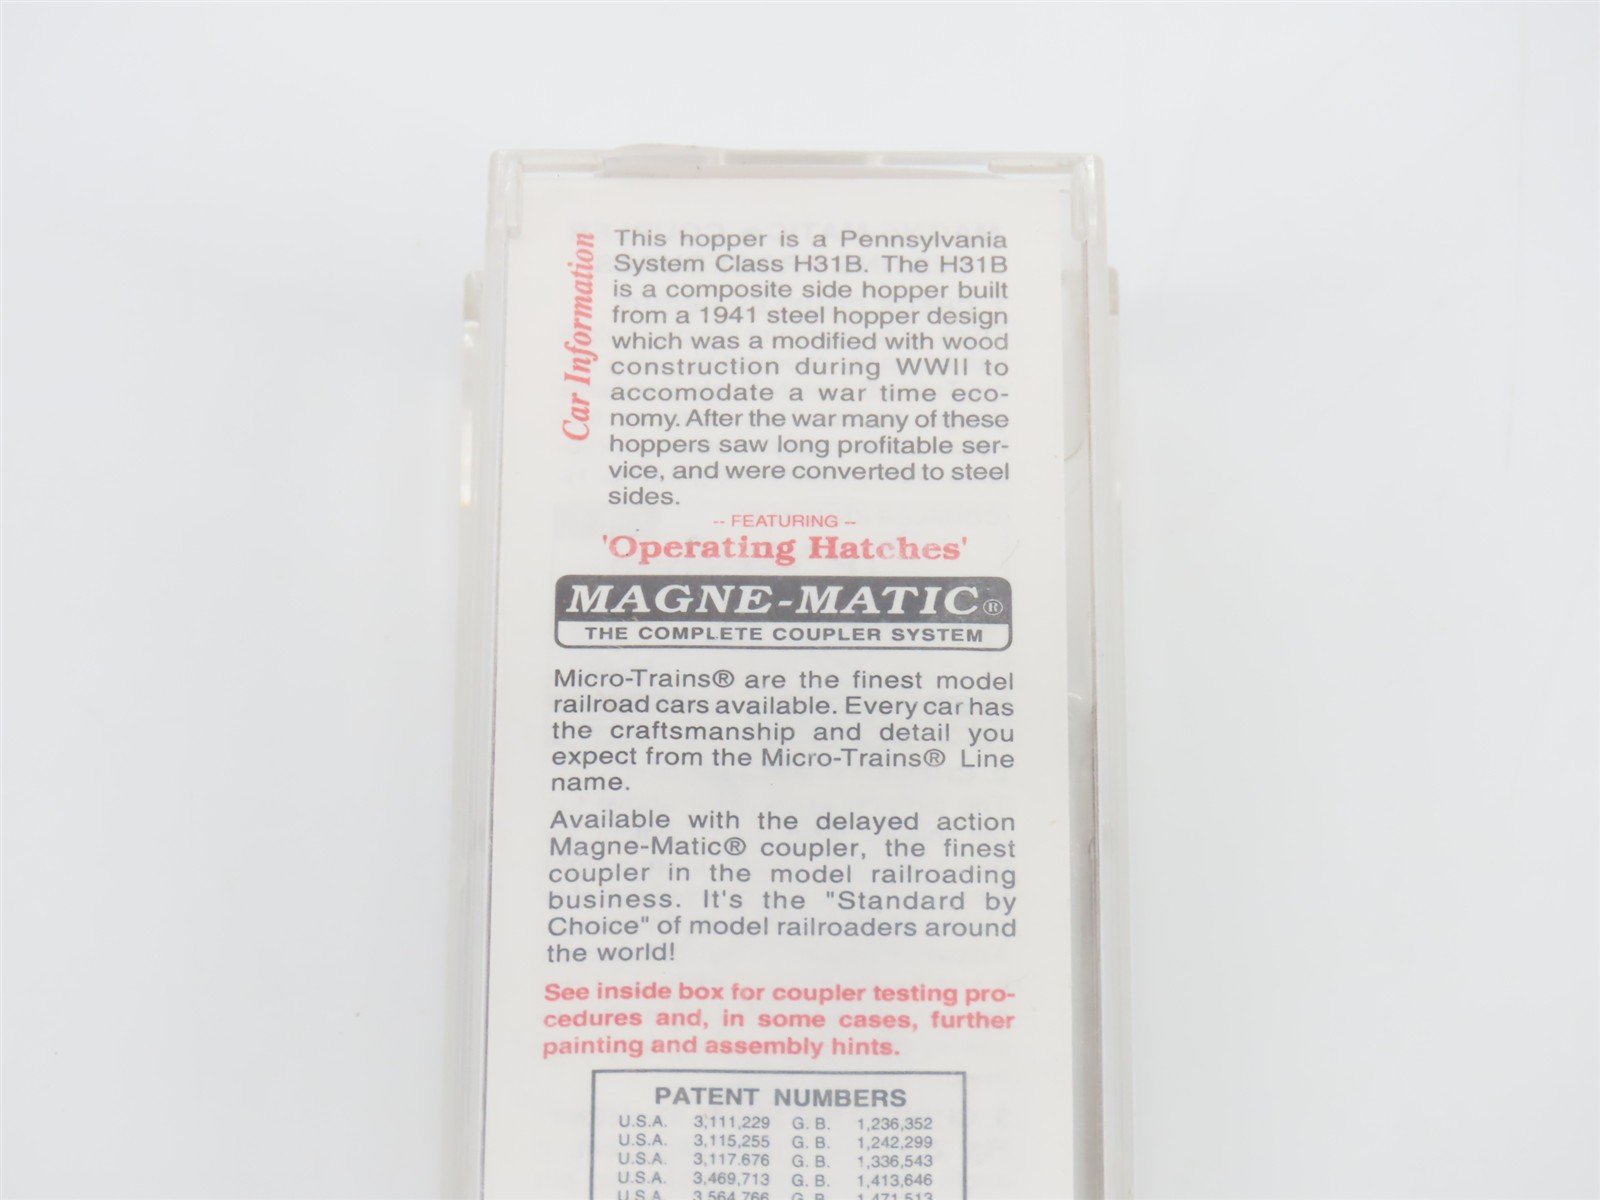 Car Information
This hopper is a Pennsylvania
System Class H31B. The H31B
is a composite side hopper built
from a 1941 steel hopper design
which was a modified with wood
construction during WWII to
accomodate a war time eco-
nomy. After the war many of these
hoppers saw long profitable ser-
vice, and were converted to steel
sides.
-- FEATURING --
'Operating Hatches'
MAGNE-MATIC®
THE COMPLETE COUPLER SYSTEM
Micro-Trains® are the finest model
railroad cars available. Every car has
the craftsmanship and detail you
expect from the Micro-Trains® Line
name.
Available with the delayed action
Magne-Matic® coupler, the finest
coupler in the model railroading
business. It's the "Standard by
Choice" of model railroaders around
the world!
See inside box for coupler testing pro-
cedures and, in some cases, further
painting and assembly hints.
PATENT NUMBERS
U.S.A. 3,111,229 G. B. 1,236,352
U.S.A. 3,115,255 G. B. 1,242,299
U.S.A. 3,117.676 G. B. 1,336,543
U.S.A. 3,469,713 G. B. 1,413,646
U.S.A. 3,564,766 G. B. 1,471,513